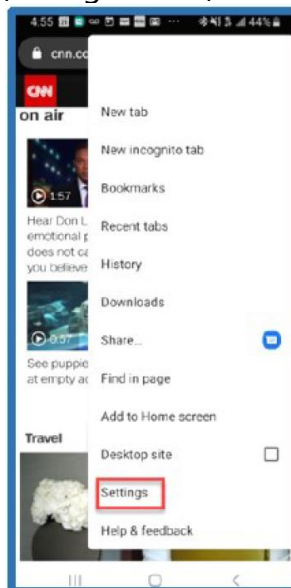 4:55
44%
cnn.co
CNN
on air
New tab
New incognito tab
Bookmarks
1:57
Hear Don L
emotional p
does not ca
you believe
Recent tabs
History
Downloads
0:57
Share...
See puppie
at empty ac
Find in page
Add to Home screen
Travel
Desktop site
Settings
Help & feedback